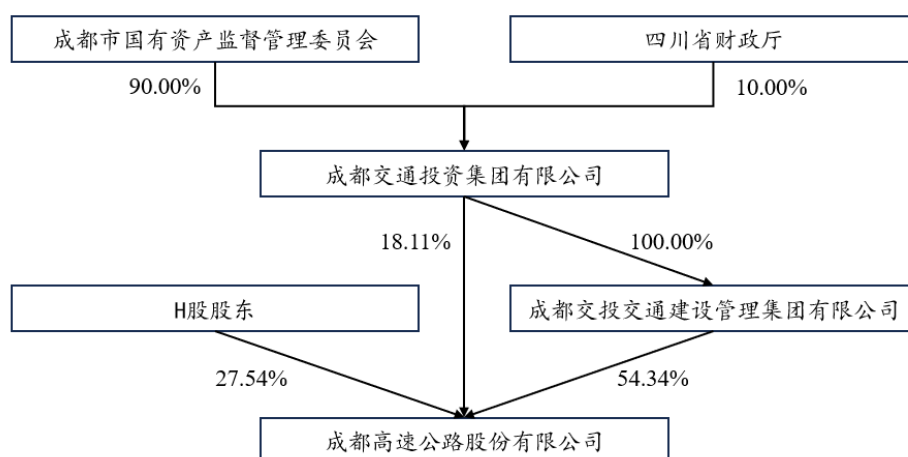 成都市国有资产监督管理委员会
四川省财政厅
90.00%
10.00%
成都交通投资集团有限公司
18.11%
100.00%
H股股东
成都交投交通建设管理集团有限公司
27.54%
54.34%
成都高速公路股份有限公司